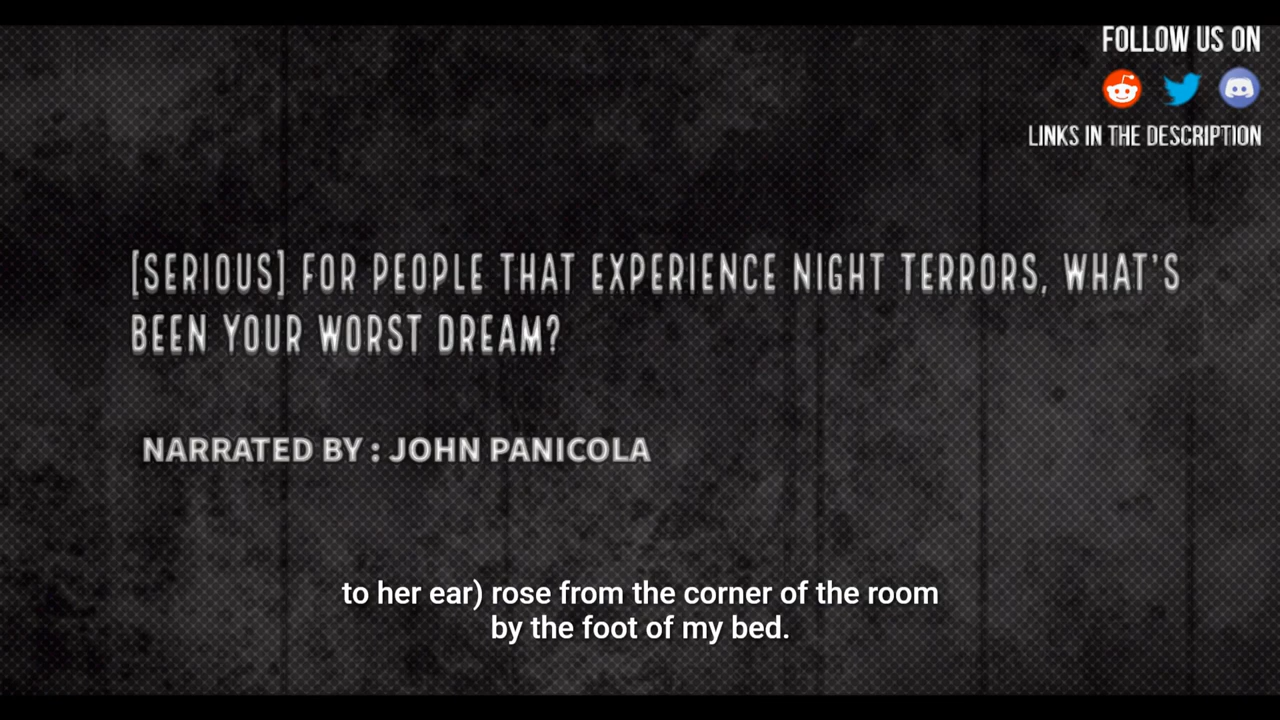 FOLLOW US ON
LINKS IN THE DESCRIPTION
[SERIOUS] FOR PEOPLE THAT EXPERIENCE NIGHT TERRORS, WHAT'S
BEEN YOUR WORST DREAM?
NARRATED BY : JOHN PANICOLA
to her ear) rose from the corner of the room
by the foot of my bed.